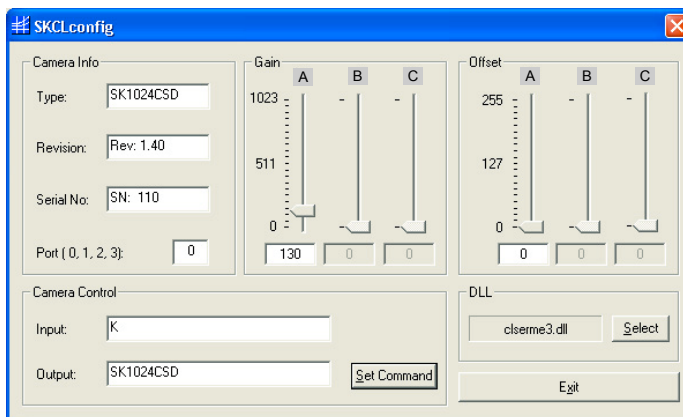 SKCLconfig
Camera Info
Type: SK1024CSD
Revision: Rev: 1.40
Serial No: SN: 110
Port ( 0, 1, 2, 3): 0
Gain
A B C
1023
511
0
130 0 0
Offset
A B C
255
127
0
0 0 0
Camera Control
Input: K
Output: SK1024CSD
Set Command
DLL
clserme3.dll Select
Exit